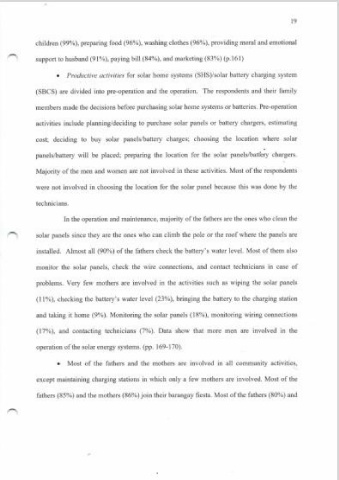 19
children (99%), preparing food (96%), washing clothes (96%), providing moral and emotional
support to husband (91%), paying bill (84%), and marketing (83%) (p.161)
• Productive activities for solar home systems (SHS)/solar battery charging system
(SBCS) are divided into pre-operation and the operation. The respondents and their family
members made the decisions before purchasing solar home systems or batteries. Pre-operation
activities include planning/deciding to purchase solar panels or battery chargers, estimating
cost, deciding to buy solar panels/battery charges; choosing the location where solar
panels/battery will be placed; preparing the location for the solar panels/battery chargers.
Majority of the men and women are not involved in these activities. Most of the respondents
were not involved in choosing the location for the solar panel because this was done by the
technicians.
In the operation and maintenance, majority of the fathers are the ones who clean the
solar panels since they are the ones who can climb the pole or the roof where the panels are
installed. Almost all (90%) of the fathers check the battery's water level. Most of them also
monitor the solar panels, check the wire connections, and contact technicians in case of
problems. Very few mothers are involved in the activities such as wiping the solar panels
(11%), checking the battery's water level (23%), bringing the battery to the charging station
and taking it home (9%). Monitoring the solar panels (18%), monitoring wiring connections
(17%), and contacting technicians (7%). Data show that more men are involved in the
operation of the solar energy systems. (pp. 169-170).
• Most of the fathers and the mothers are involved in all community activities,
except maintaining charging stations in which only a few mothers are involved. Most of the
fathers (85%) and the mothers (86%) join their barangay fiesta. Most of the fathers (80%) and